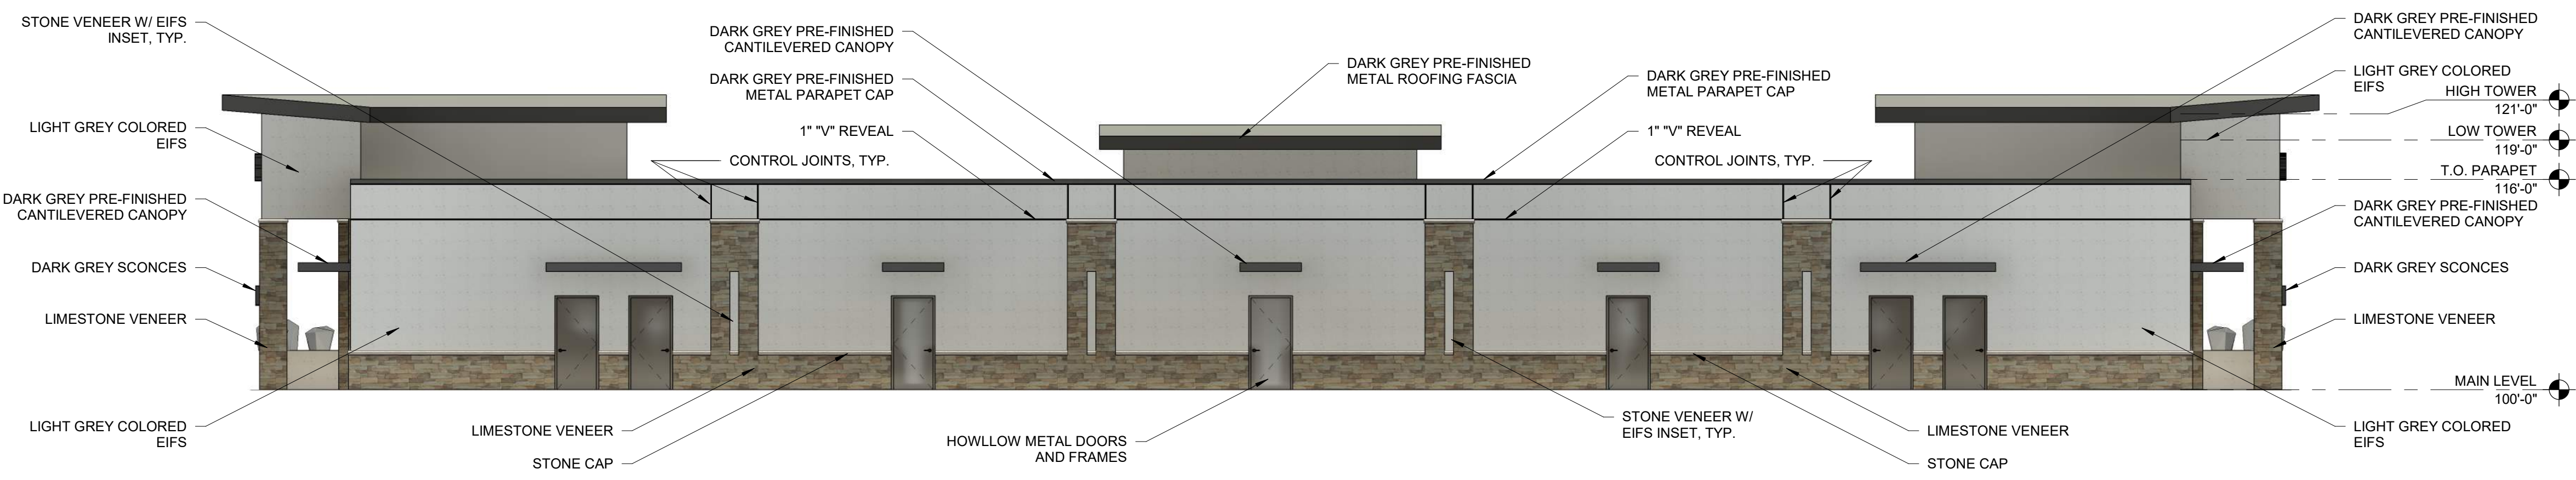 STONE VENEER W/ EIFS
INSET, TYP.
LIGHT GREY COLORED
EIFS
DARK GREY PRE-FINISHED
CANTILEVERED CANOPY
DARK GREY SCONCES
LIMESTONE VENEER
LIGHT GREY COLORED
EIFS
DARK GREY PRE-FINISHED
CANTILEVERED CANOPY
DARK GREY PRE-FINISHED
METAL PARAPET CAP
1" "V" REVEAL
CONTROL JOINTS, TYP.
LIMESTONE VENEER
STONE CAP
HOWLLOW METAL DOORS
AND FRAMES
DARK GREY PRE-FINISHED
METAL ROOFING FASCIA
DARK GREY PRE-FINISHED
METAL PARAPET CAP
1" "V" REVEAL
CONTROL JOINTS, TYP.
STONE VENEER W/
EIFS INSET, TYP.
LIMESTONE VENEER
STONE CAP
DARK GREY PRE-FINISHED
CANTILEVERED CANOPY
LIGHT GREY COLORED
EIFS
HIGH TOWER
121'-0"
LOW TOWER
119'-0"
T.O. PARAPET
116'-0"
DARK GREY PRE-FINISHED
CANTILEVERED CANOPY
DARK GREY SCONCES
LIMESTONE VENEER
MAIN LEVEL
100'-0"
LIGHT GREY COLORED
EIFS